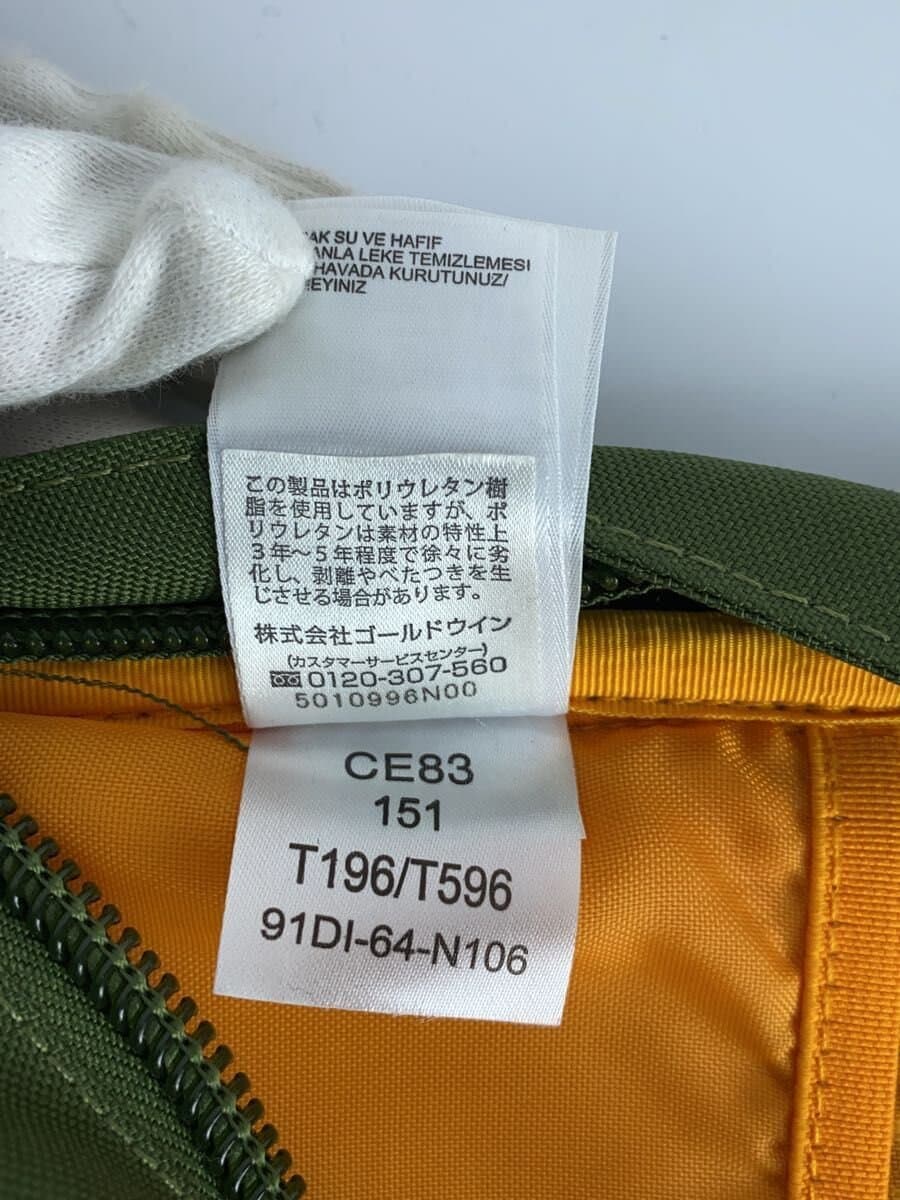 SU VE HAFIF
LEKE TEMIZLEMESI
HAVADA KURUTUNUZ/
この製品はポリウレタン樹
脂を使用していますが、ポ
リウレタンは素材の特性上
3年～5年程度で徐々に劣
化し、剥離やべたつきを生
じさせる場合があります。
株式会社ゴールドウイン
(カスタマーサービスセンター)
0120-307-560
5010996N00
CE83
151
T196/T596
91DI-64-N106